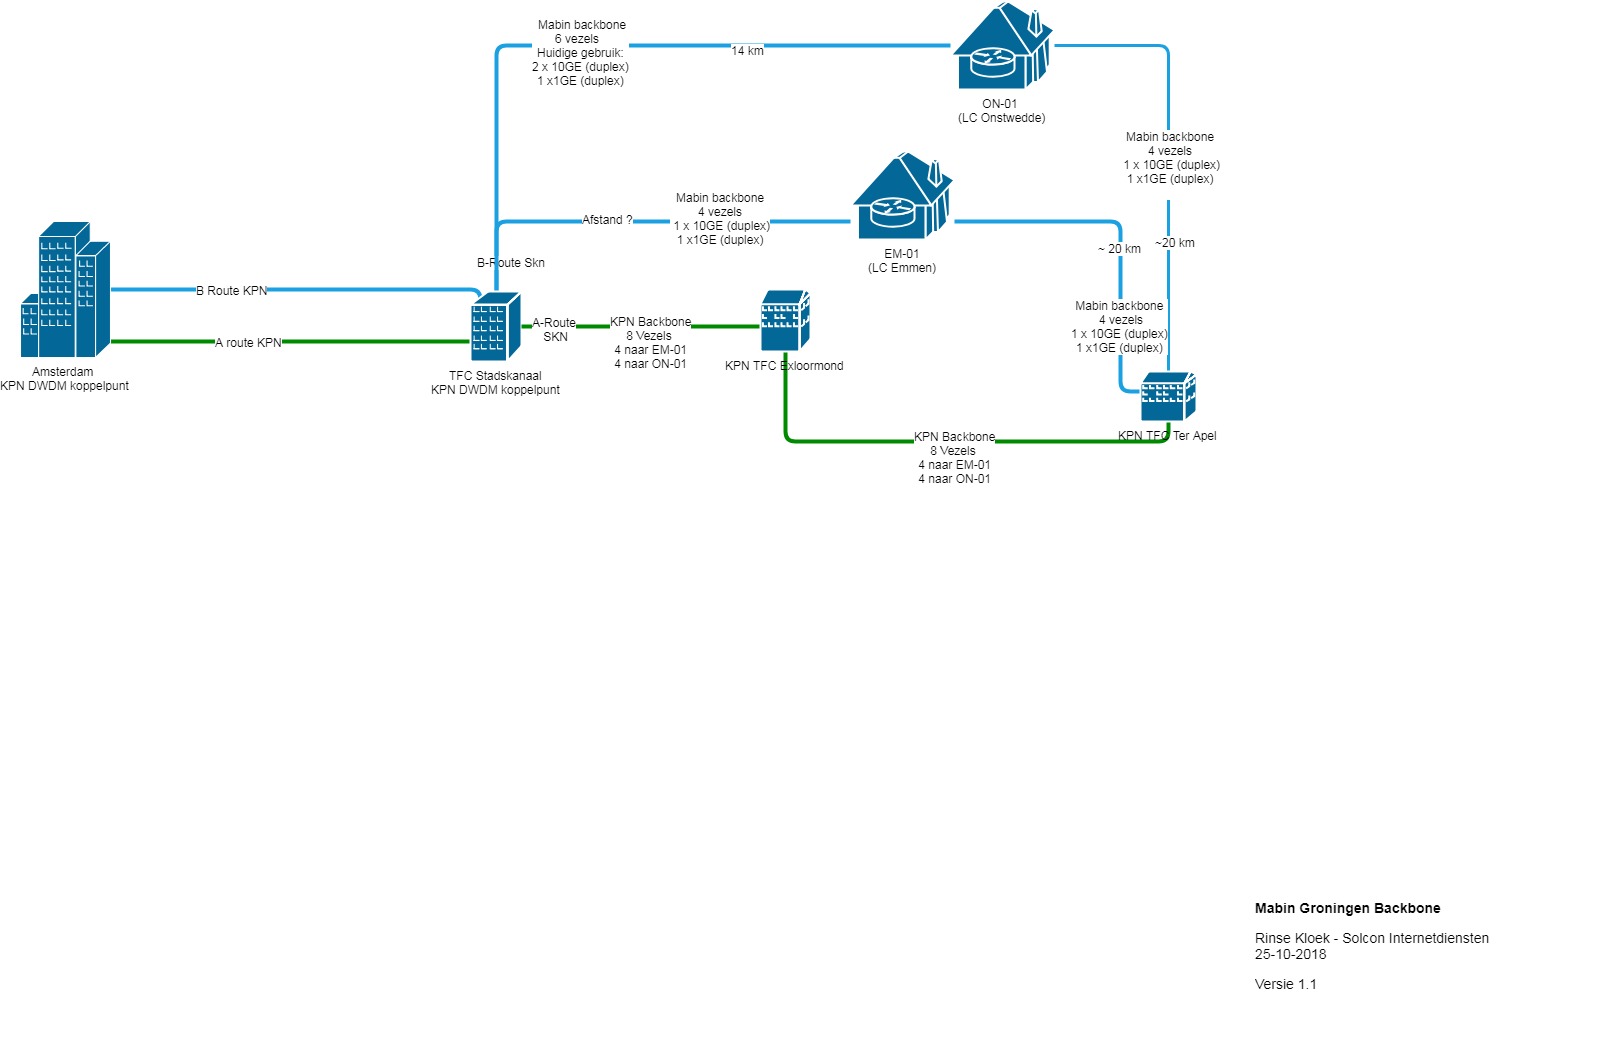 Mabin backbone
6 vezels
Huidige gebruik:
2 x 10GE (duplex)
1 x1GE (duplex)
14 km
ON-01
(LC Onstwedde)
Mabin backbone
4 vezels
1 x 10GE (duplex)
1 x1GE (duplex)
Afstand ?
Mabin backbone
4 vezels
1 x 10GE (duplex)
1 x1GE (duplex)
EM-01
(LC Emmen)
~ 20 km
~20 km
B-Route Skn
B Route KPN
A route KPN
Amsterdam
KPN DWDM koppelpunt
TFC Stadskanaal
KPN DWDM koppelpunt
A-Route
SKN
KPN Backbone
8 Vezels
4 naar EM-01
4 naar ON-01
KPN TFC Exloormond
Mabin backbone
4 vezels
1 x 10GE (duplex)
1 x1GE (duplex)
KPN TFC Ter Apel
KPN Backbone
8 Vezels
4 naar EM-01
4 naar ON-01
Mabin Groningen Backbone
Rinse Kloek - Solcon Internetdiensten
25-10-2018
Versie 1.1